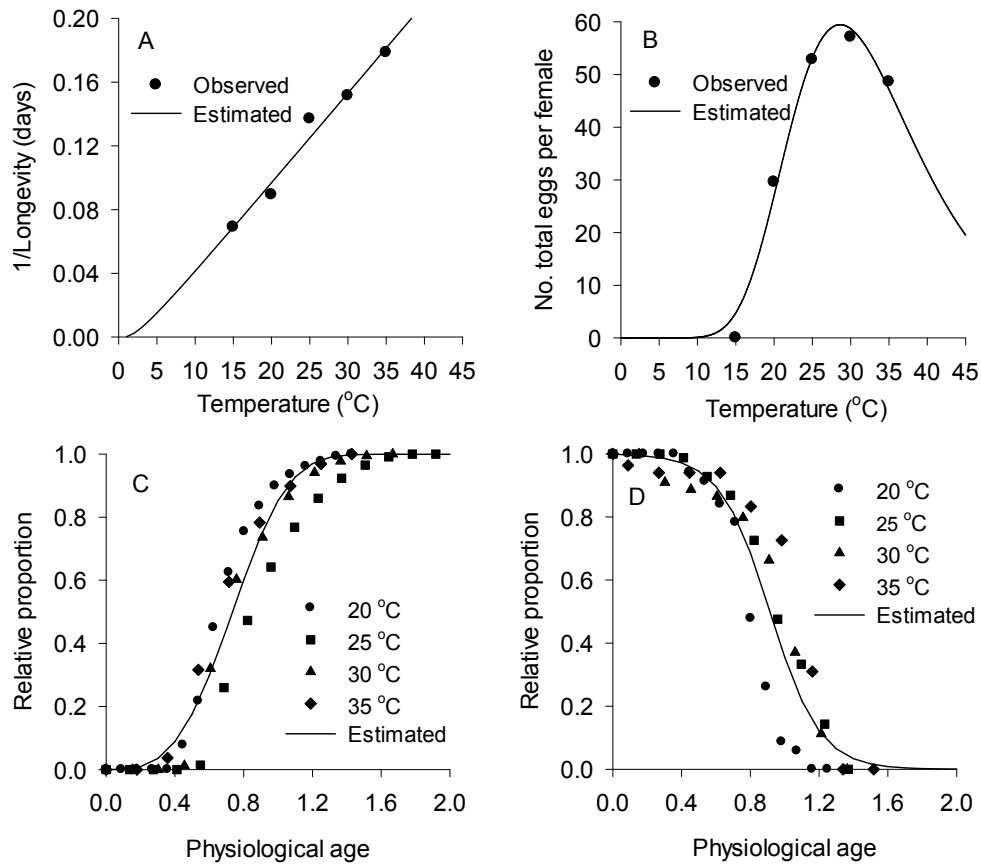 A
Observed
Estimated
0.20
0.16
0.12
0.08
0.04
0.00
1/Longevity (days)
0 5 10 15 20 25 30 35 40 45
Temperature (°C)
B
Observed
Estimated
60
50
40
30
20
10
0
No. total eggs per female
0 5 10 15 20 25 30 35 40 45
Temperature (°C)
C
1.0
0.8
0.6
0.4
0.2
0.0
Relative proportion
20 °C
25 °C
30 °C
35 °C
Estimated
0.0 0.4 0.8 1.2 1.6 2.0
Physiological age
D
1.0
0.8
0.6
0.4
0.2
0.0
Relative proportion
20 °C
25 °C
30 °C
35 °C
Estimated
0.0 0.4 0.8 1.2 1.6 2.0
Physiological age